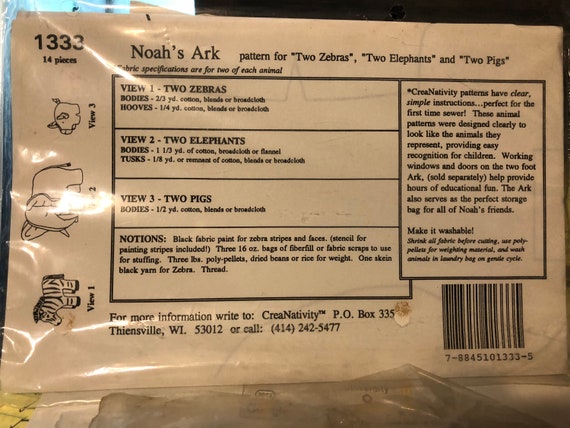 1333
14 pieces
Noah's Ark pattern for "Two Zebras", "Two Elephants" and "Two Pigs"
Fabric specifications are for two of each animal
VIEW 1 - TWO ZEBRAS
BODIES - 2/3 yd. cotton, blends or broadcloth
HOOVES - 1/4 yd. cotton, blends or broadcloth
VIEW 2 - TWO ELEPHANTS
BODIES - 1 1/3 yd. of cotton, broadcloth or flannel
TUSKS - 1/8 yd. or remnant of cotton, blends or broadcloth
VIEW 3 - TWO PIGS
BODIES - 1/2 yd. cotton, blends or broadcloth
NOTIONS: Black fabric paint for zebra stripes and faces. (stencil for
painting stripes included!) Three 16 oz. bags of fiberfill or fabric scraps to use
for stuffing. Three lbs. poly-pellets, dried beans or rice for weight. One skein
black yarn for Zebra. Thread.
*CreaNativity patterns have clear,
simple instructions...perfect for the
first time sewer! These animal
patterns were designed clearly to
look like the animals they
represent, providing easy
recognition for children. Working
windows and doors on the two foot
Ark, (sold separately) help provide
hours of educational fun. The Ark
also serves as the perfect storage
bag for all of Noah's friends.
Make it washable!
Shrink all fabric before cutting, use poly-
pellets for weighting material, and wash
animals in laundry bag on gentle cycle.
View 3
2
View 1
For more information write to: CreaNativity™ P.O. Box 335
Thiensville, WI. 53012 or call: (414) 242-5477
7-8845101333-5